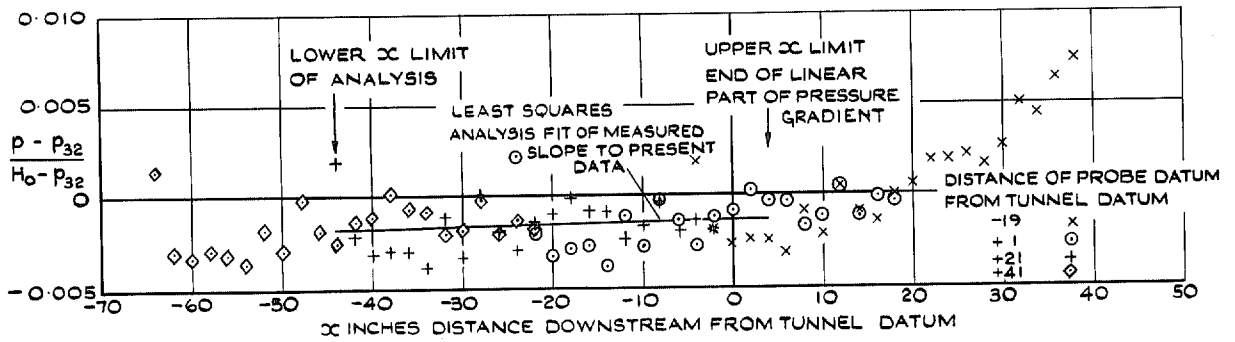 0·010
LOWER x LIMIT
OF ANALYSIS
UPPER x LIMIT
END OF LINEAR
PART OF PRESSURE
GRADIENT
0·005
LEAST SQUARES
ANALYSIS FIT OF MEASURED
SLOPE TO PRESENT
DATA
p - p32
H0 - p32
0
DISTANCE OF PROBE DATUM
FROM TUNNEL DATUM
-19 ×
+ 1 ⊙
+21 +
+41 ◇
-0·005
-70 -60 -50 -40 -30 -20 -10 0 10 20 30 40 50
x INCHES DISTANCE DOWNSTREAM FROM TUNNEL DATUM